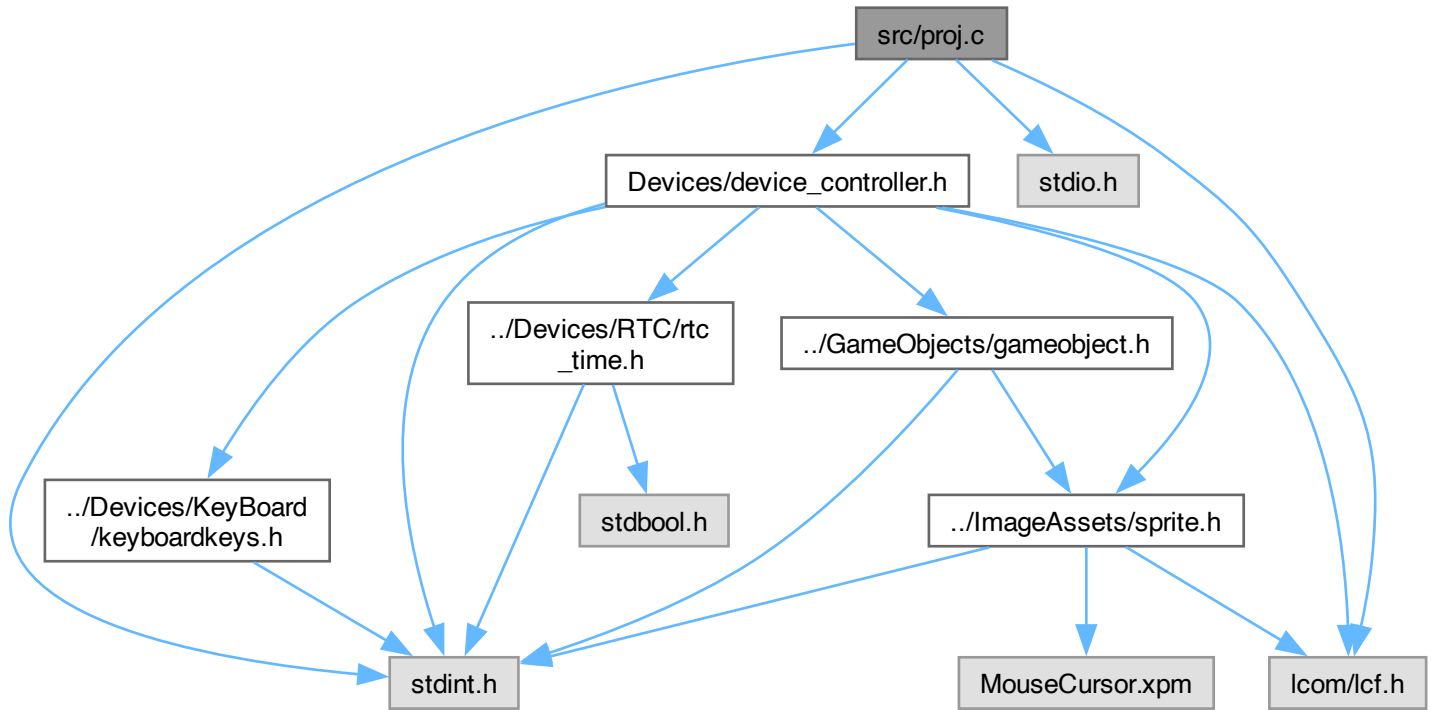 src/proj.c
Devices/device_controller.h
stdio.h
../Devices/RTC/rtc
_time.h
../GameObjects/gameobject.h
../Devices/KeyBoard
/keyboardkeys.h
stdbool.h
../ImageAssets/sprite.h
stdint.h
MouseCursor.xpm
lcom/lcf.h